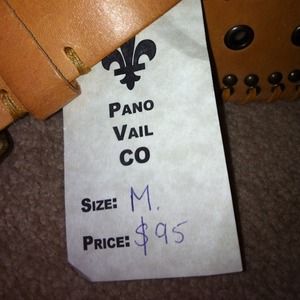 PANO
VAIL
CO
SIZE: M.
PRICE: $95